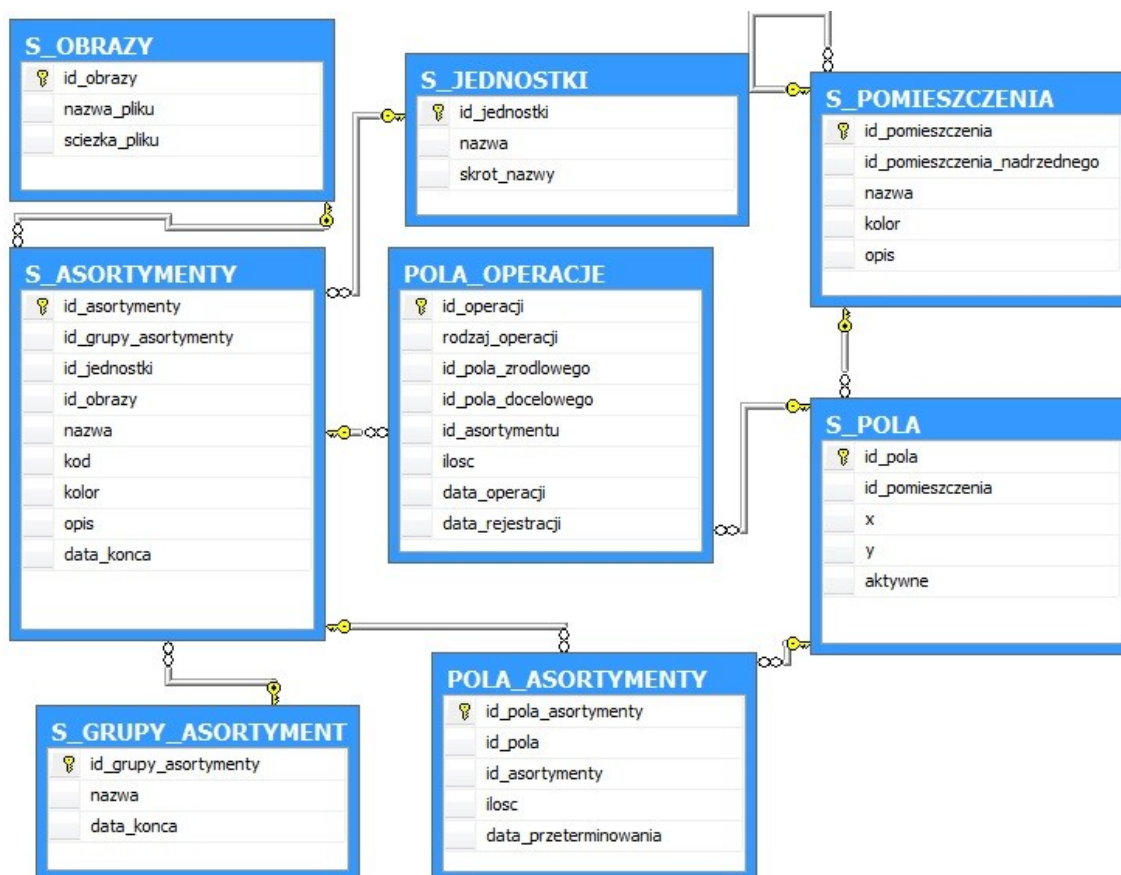 S_OBRAZY
id_obrazy
nazwa_pliku
sciezka_pliku
S_JEDNOSTKI
id_jednostki
nazwa
skrot_nazwy
S_POMIESZCZENIA
id_pomieszczenia
id_pomieszczenia_nadrzednego
nazwa
kolor
opis
S_ASORTYMENTY
id_asortymenty
id_grupy_asortymenty
id_jednostki
id_obrazy
nazwa
kod
kolor
opis
data_konca
POLA_OPERACJE
id_operacji
rodzaj_operacji
id_pola_zrodlowego
id_pola_docelowego
id_asortymentu
ilosc
data_operacji
data_rejestracji
S_POLA
id_pola
id_pomieszczenia
x
y
aktywne
S_GRUPY_ASORTYMENT
id_grupy_asortymenty
nazwa
data_konca
POLA_ASORTYMENTY
id_pola_asortymenty
id_pola
id_asortymenty
ilosc
data_przeterminowania